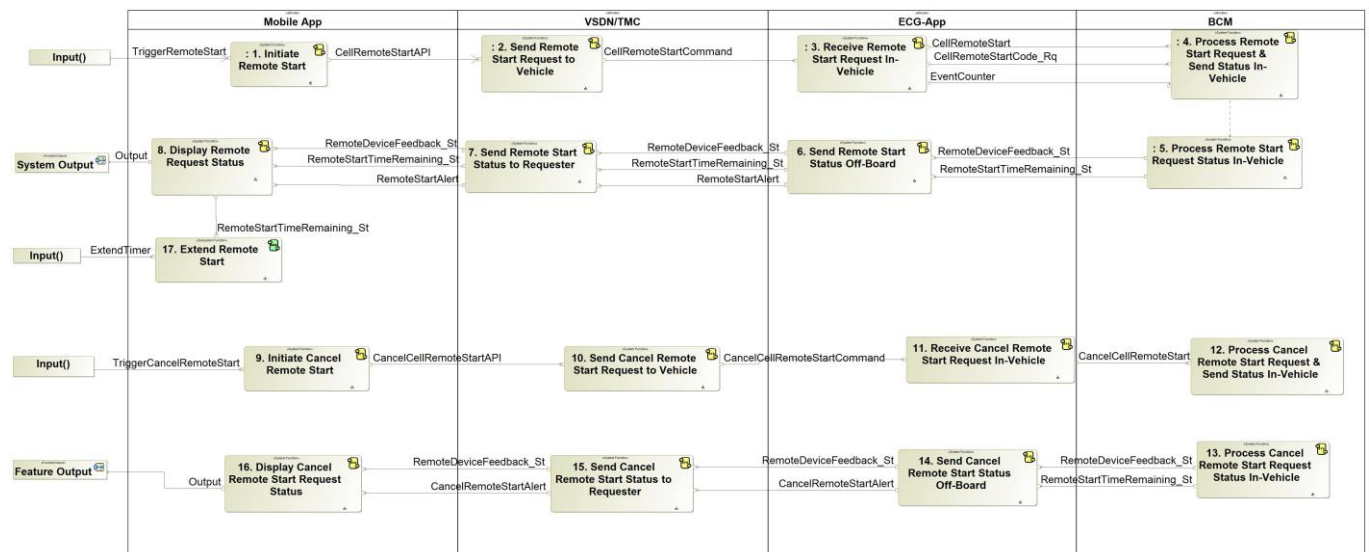 Mobile App
VSDN/TMC
ECG-App
BCM
Input()
TriggerRemoteStart
: 1. Initiate
Remote Start
CellRemoteStartAPI
: 2. Send Remote
Start Request to
Vehicle
CellRemoteStartCommand
: 3. Receive Remote
Start Request In-
Vehicle
CellRemoteStart
CellRemoteStartCode_Rq
EventCounter
: 4. Process Remote
Start Request &
Send Status In-
Vehicle
System Output
Output
8. Display Remote
Request Status
RemoteDeviceFeedback_St
RemoteStartTimeRemaining_St
RemoteStartAlert
7. Send Remote Start
Status to Requester
RemoteDeviceFeedback_St
RemoteStartTimeRemaining_St
RemoteStartAlert
6. Send Remote Start
Status Off-Board
RemoteDeviceFeedback_St
RemoteStartTimeRemaining_St
: 5. Process Remote Start
Request Status In-Vehicle
RemoteStartTimeRemaining_St
Input()
ExtendTimer
17. Extend Remote
Start
Input()
TriggerCancelRemoteStart
9. Initiate Cancel
Remote Start
CancelCellRemoteStartAPI
10. Send Cancel Remote
Start Request to Vehicle
CancelCellRemoteStartCommand
11. Receive Cancel Remote
Start Request In-Vehicle
CancelCellRemoteStart
12. Process Cancel
Remote Start Request &
Send Status In-Vehicle
Feature Output
Output
16. Display Cancel
Remote Start Request
Status
RemoteDeviceFeedback_St
CancelRemoteStartAlert
15. Send Cancel
Remote Start Status to
Requester
RemoteDeviceFeedback_St
CancelRemoteStartAlert
14. Send Cancel
Remote Start Status
Off-Board
RemoteDeviceFeedback_St
RemoteStartTimeRemaining_St
13. Process Cancel
Remote Start Request
Status In-Vehicle